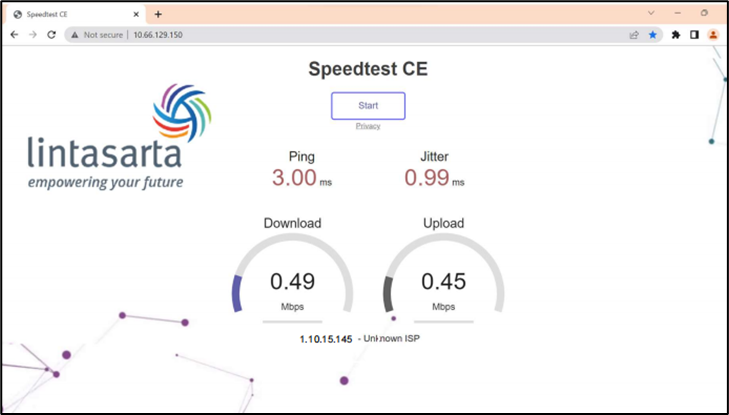 Speedtest CE
Not secure | 10.66.129.150
Speedtest CE
Start
Privacy
lintasarta
empowering your future
Ping
Jitter
3.00 ms
0.99 ms
Download
Upload
0.49
0.45
Mbps
Mbps
1.10.15.145 - Unknown ISP